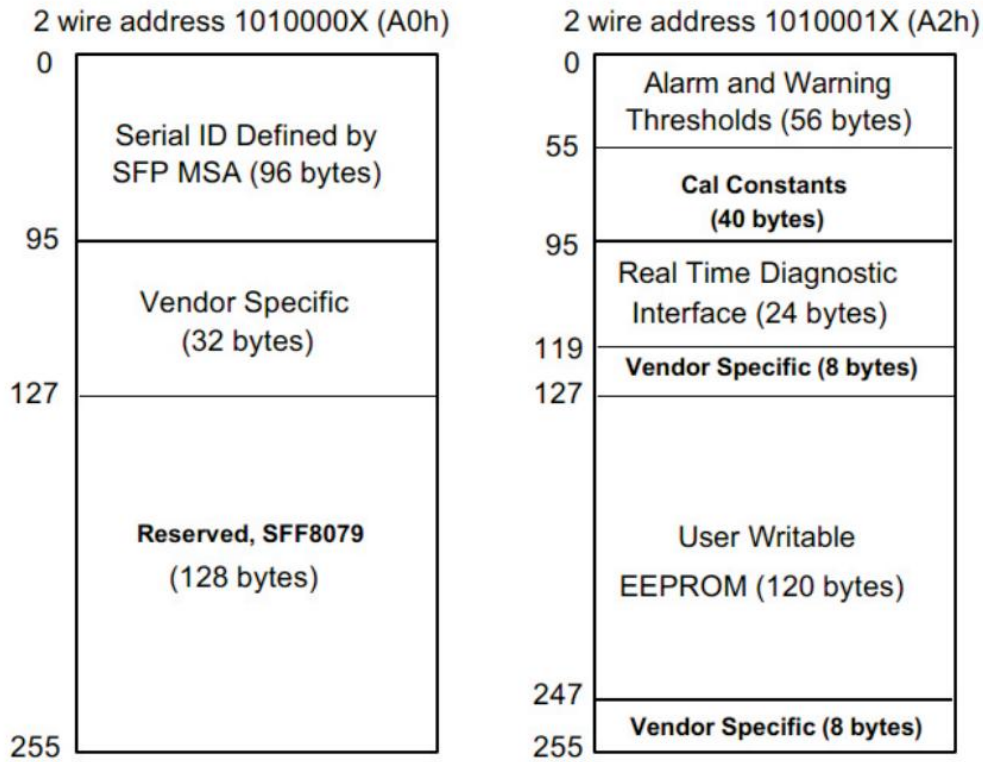 2 wire address 1010000X (A0h)
0
Serial ID Defined by
SFP MSA (96 bytes)
95
Vendor Specific
(32 bytes)
127
Reserved, SFF8079
(128 bytes)
255
2 wire address 1010001X (A2h)
0
Alarm and Warning
Thresholds (56 bytes)
55
Cal Constants
(40 bytes)
95
Real Time Diagnostic
Interface (24 bytes)
119
Vendor Specific (8 bytes)
127
User Writable
EEPROM (120 bytes)
247
Vendor Specific (8 bytes)
255